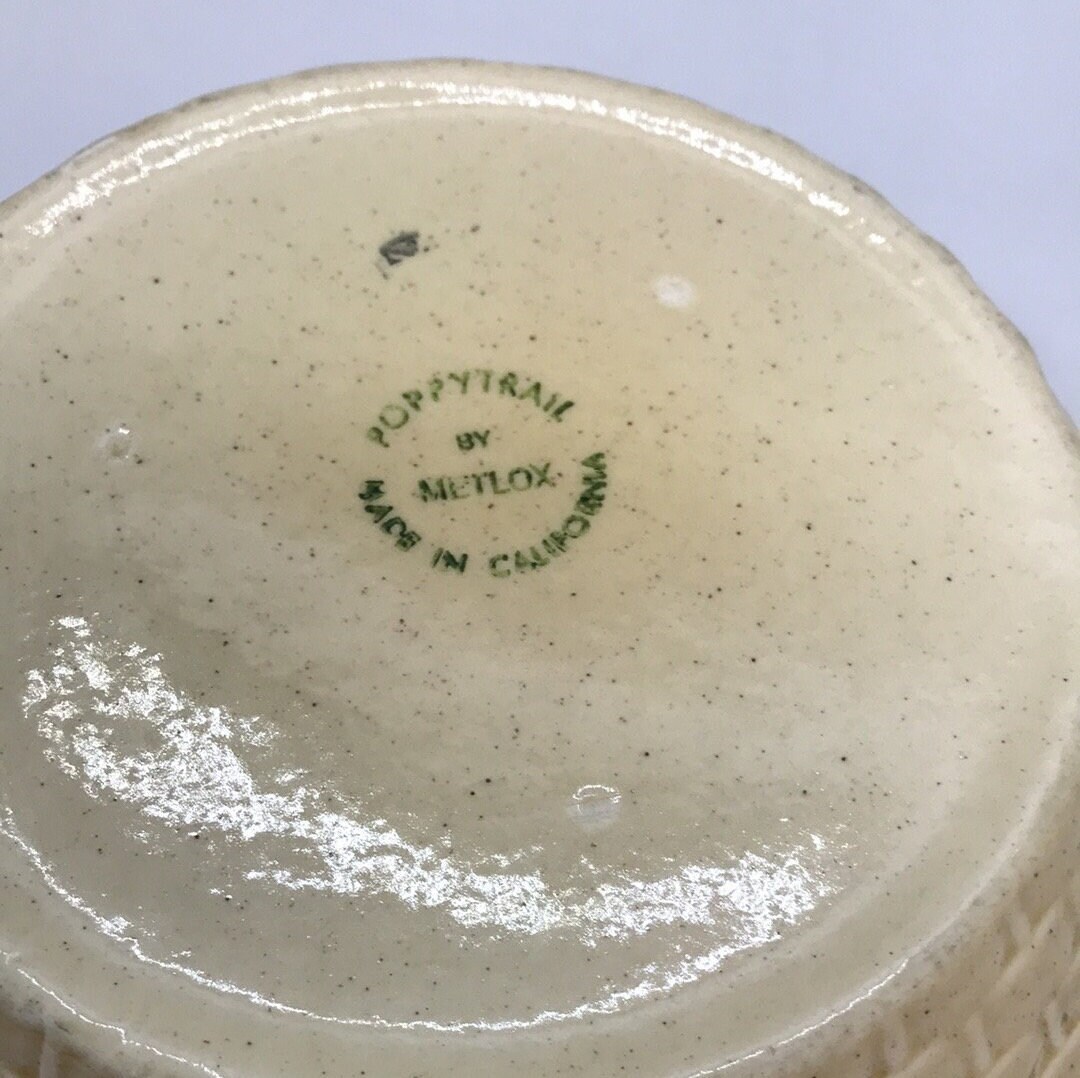 POPPYTRAIL
BY
-METLOX-
MADE IN CALIFORNIA